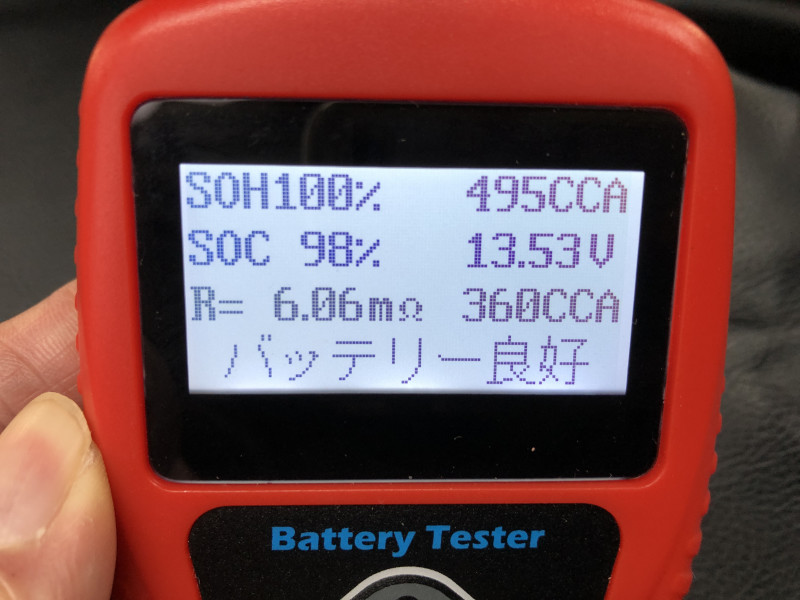 SOH100% 495CCA
SOC 98% 13.53V
R= 6.06mΩ 360CCA
バッテリー良好
Battery Tester